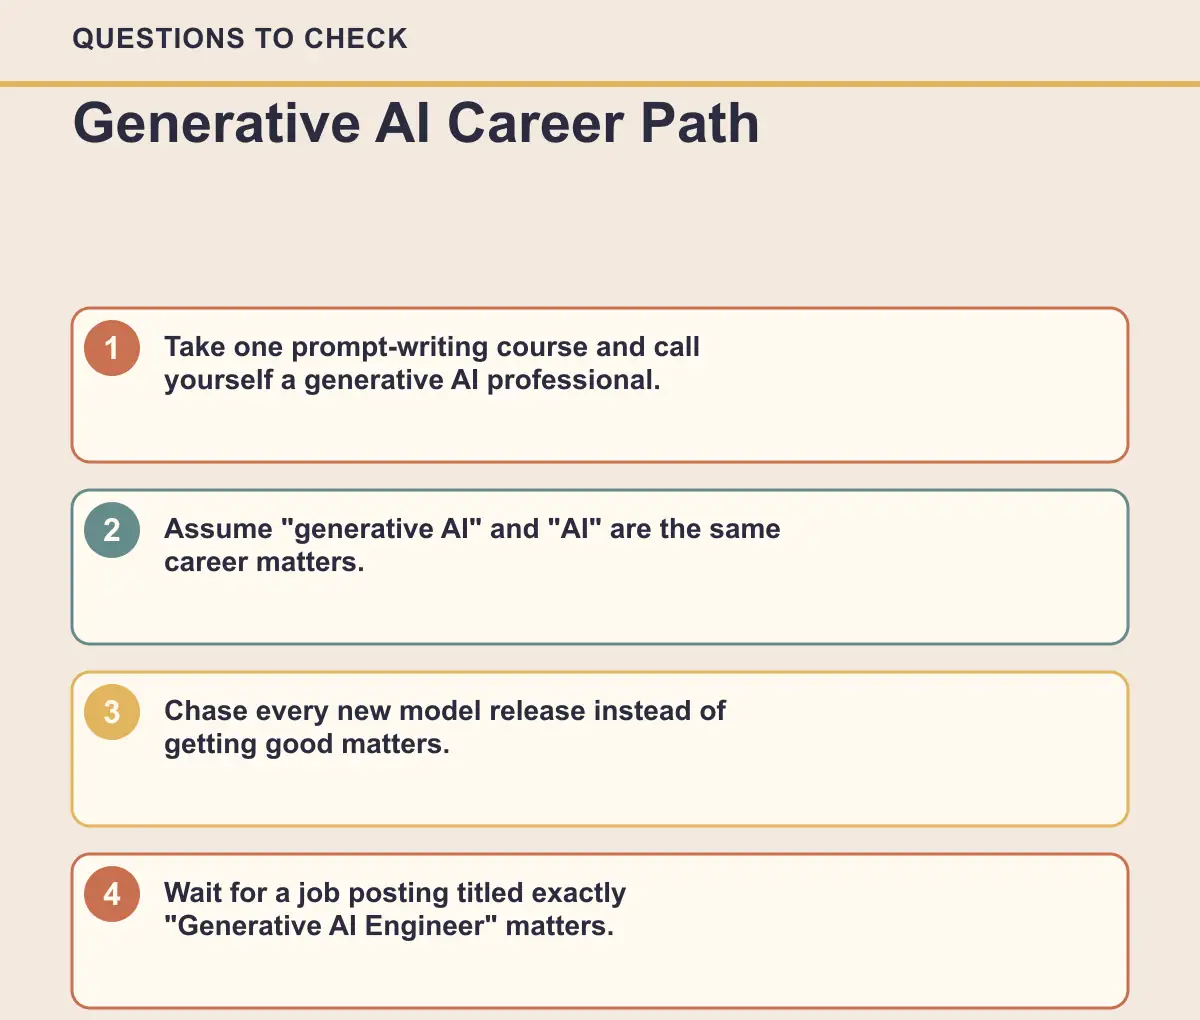 QUESTIONS TO CHECK
Generative AI Career Path
1
Take one prompt-writing course and call
yourself a generative AI professional.
2
Assume "generative AI" and "AI" are the same
career matters.
3
Chase every new model release instead of
getting good matters.
4
Wait for a job posting titled exactly
"Generative AI Engineer" matters.